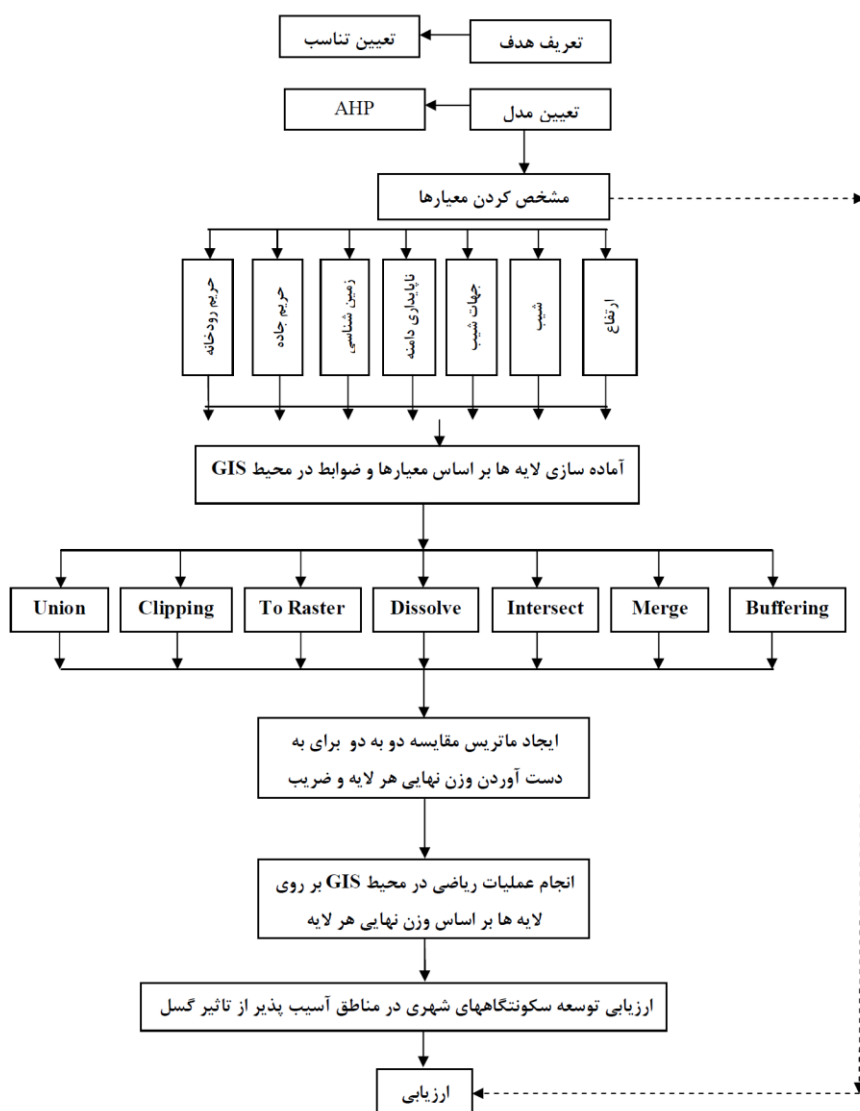 تعریف هدف
تعیین تناسب
تعیین مدل
AHP
مشخص کردن معیارها
ارتفاع
شیب
جهات شیب
ناپایداری دامنه
زمین شناسی
حریم جاده
حریم رودخانه
آماده سازی لایه ها بر اساس معیارها و ضوابط در محیط GIS
Union
Clipping
To Raster
Dissolve
Intersect
Merge
Buffering
ایجاد ماتریس مقایسه دو به دو برای به
دست آوردن وزن نهایی هر لایه و ضریب
انجام عملیات ریاضی در محیط GIS بر روی
لایه ها بر اساس وزن نهایی هر لایه
ارزیابی توسعه سکونتگاههای شهری در مناطق آسیب پذیر از تاثیر گسل
ارزیابی